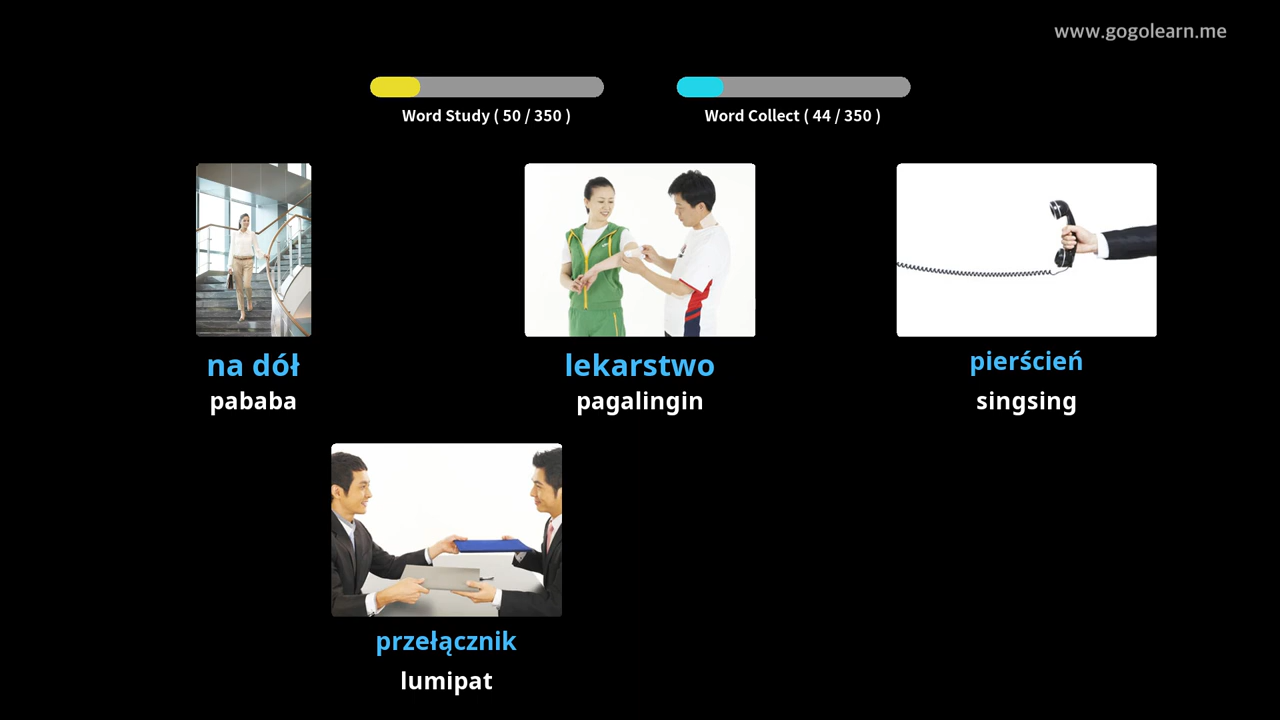 www.gogolearn.me
Word Study ( 50 / 350 )
Word Collect ( 44 / 350 )
na dół
pababa
lekarstwo
pagalingin
pierścień
singsing
przełącznik
lumipat